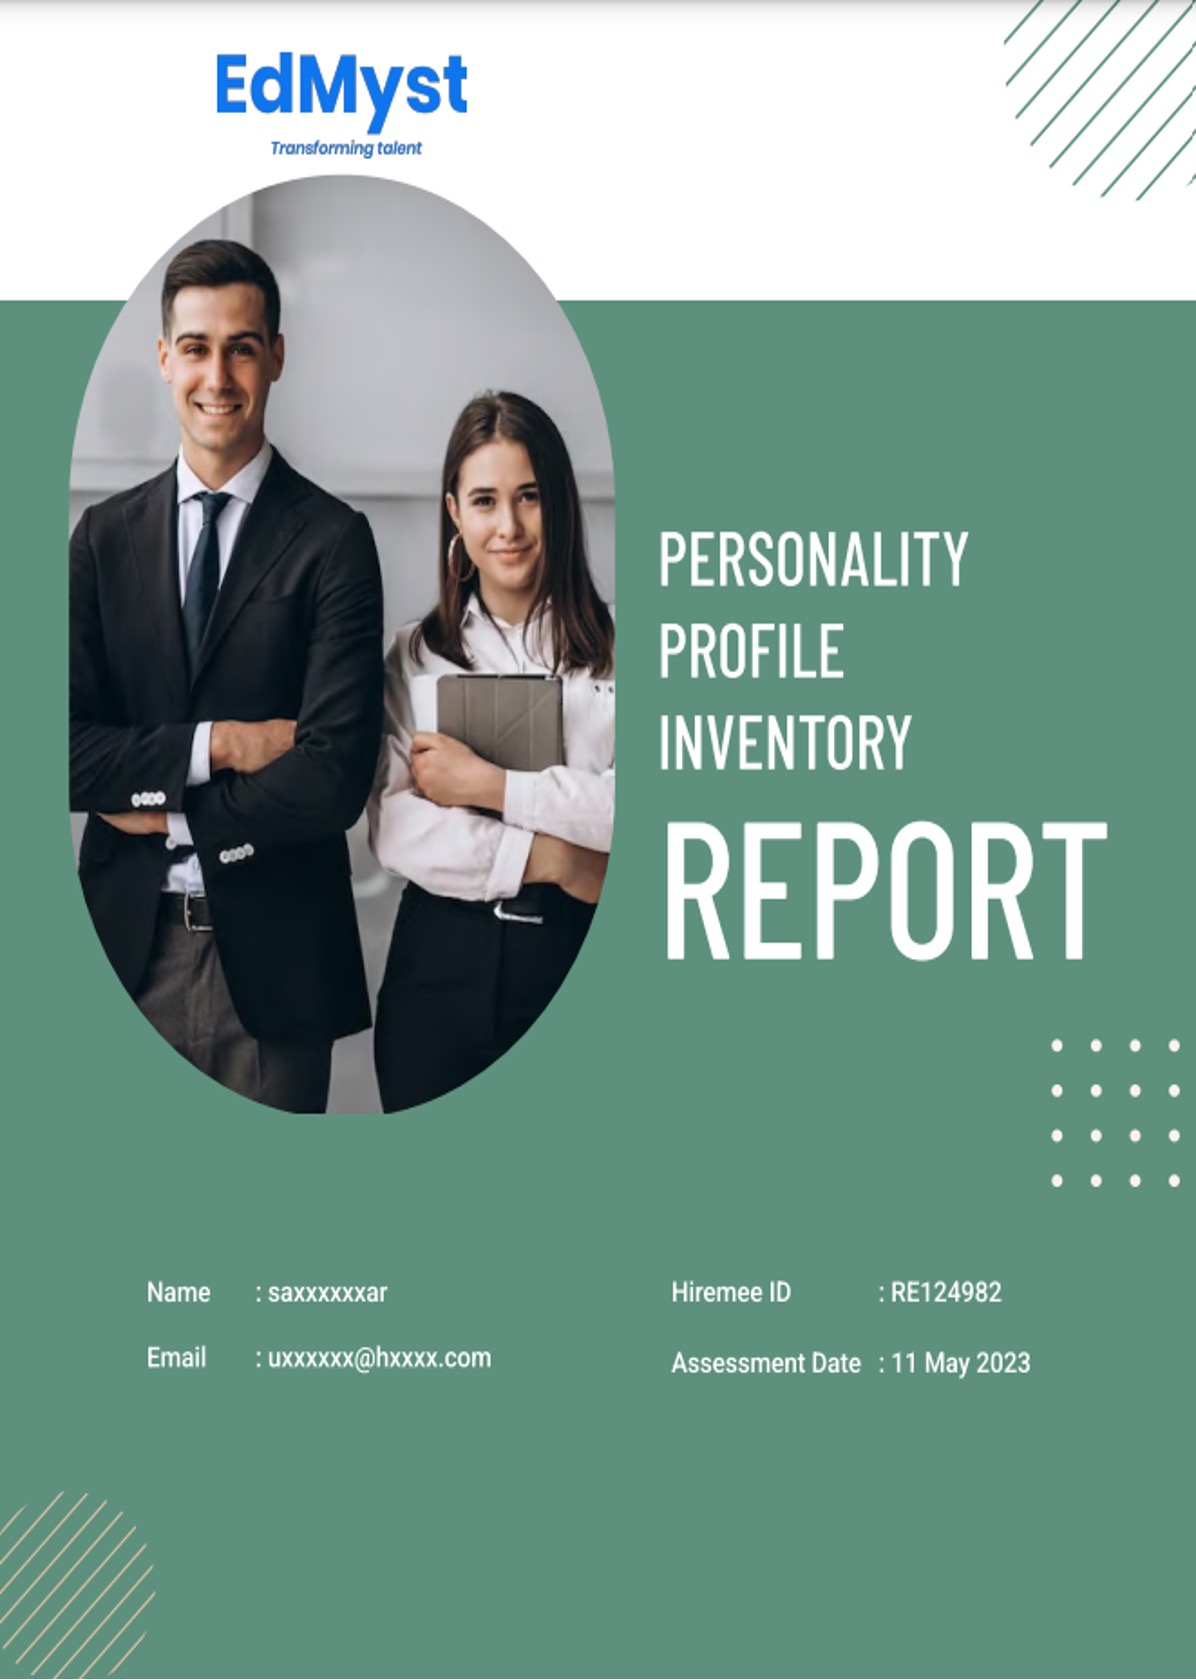 EdMyst
Transforming talent
PERSONALITY
PROFILE
INVENTORY
REPORT
Name : saxxxxxxar
Email : uxxxxxx@hxxxx.com
Hiremee ID : RE124982
Assessment Date : 11 May 2023